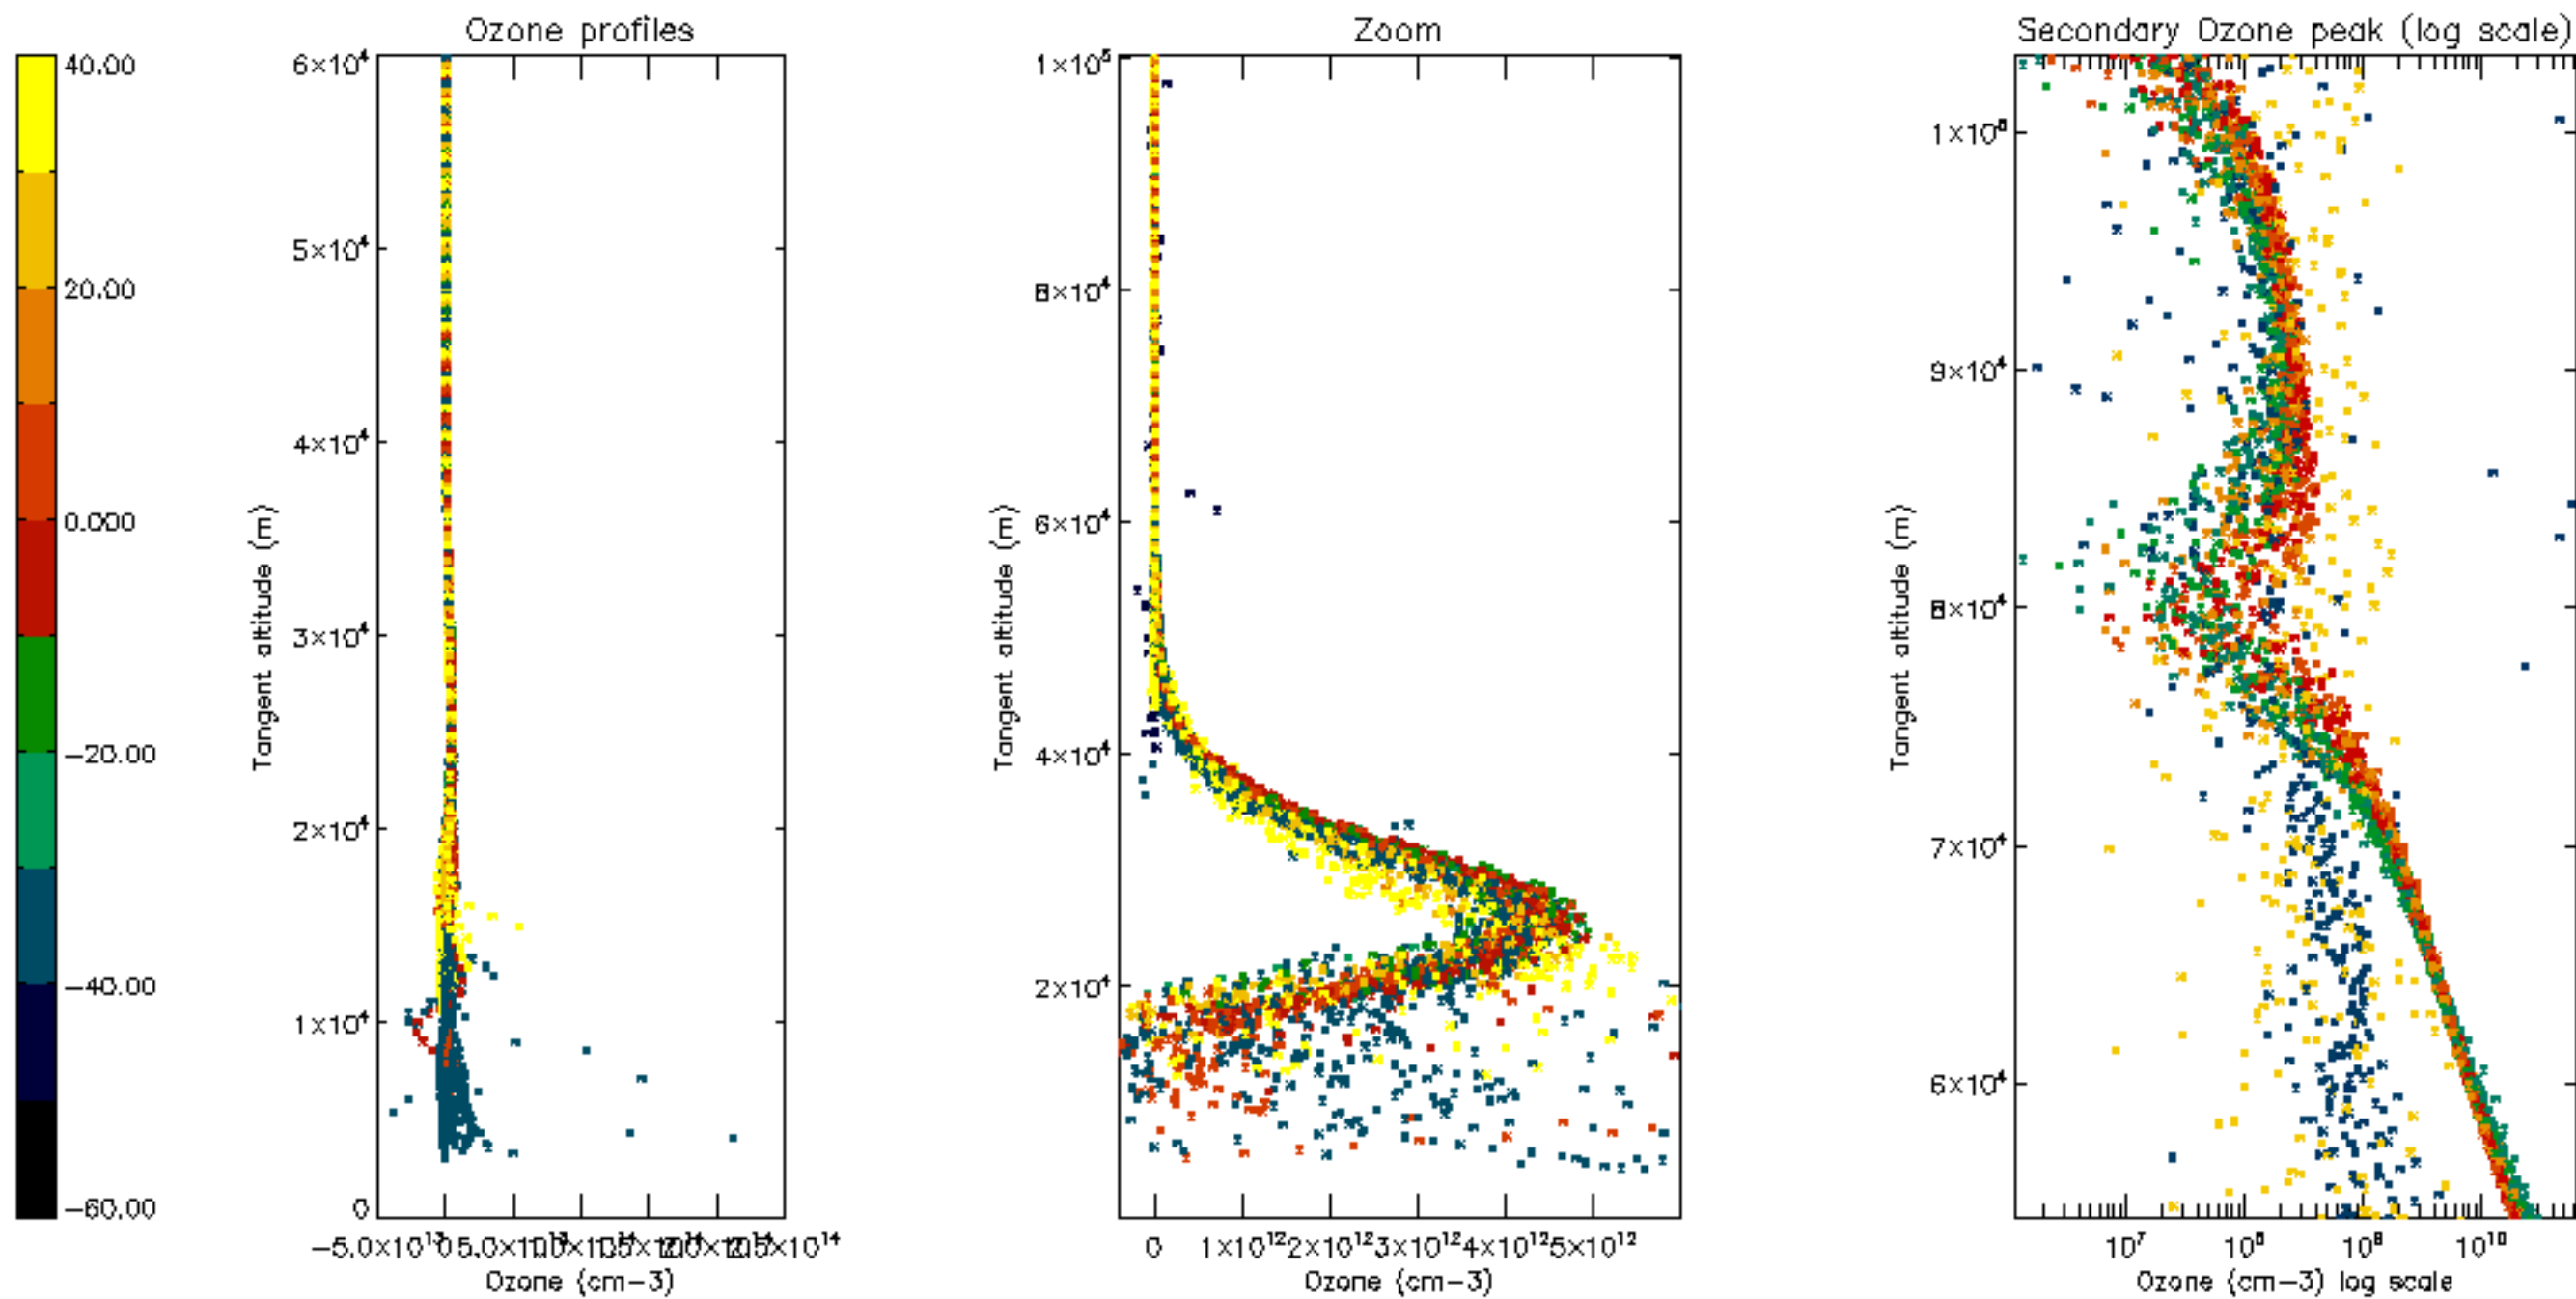 Ozone profiles
Zoom
Secondary Ozone peak (log scale)
40.00
20.00
0.000
−20.00
−40.00
−60.00
6×10⁴
5×10⁴
4×10⁴
3×10⁴
2×10⁴
1×10⁴
0
Tangent altitude (m)
−5.0×10¹³
Ozone (cm−3)
1×10⁵
8×10⁴
6×10⁴
4×10⁴
2×10⁴
Tangent altitude (m)
0 1×10¹² 2×10¹² 3×10¹² 4×10¹² 5×10¹²
Ozone (cm−3)
9×10⁴
8×10⁴
7×10⁴
6×10⁴
Tangent altitude (m)
10⁷ 10⁸ 10⁹ 10¹⁰
Ozone (cm−3) log scale